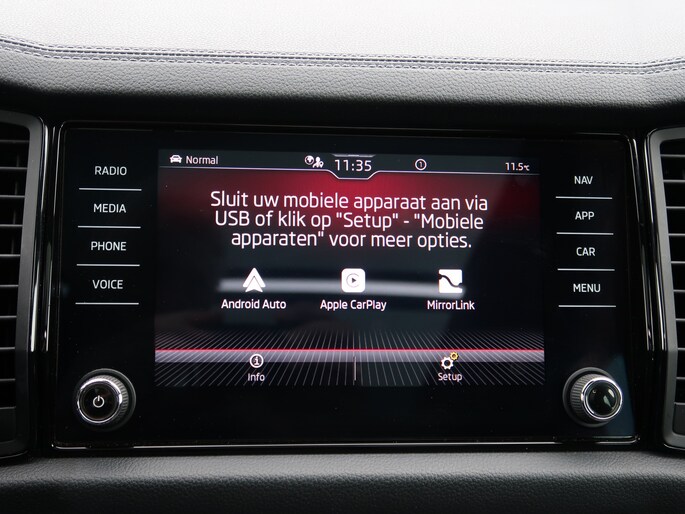 Normal
11:35
1
11.5°C
RADIO
MEDIA
PHONE
VOICE
Sluit uw mobiele apparaat aan via
USB of klik op "Setup" - "Mobiele
apparaten" voor meer opties.
Android Auto
Apple CarPlay
MirrorLink
Info
Setup
NAV
APP
CAR
MENU